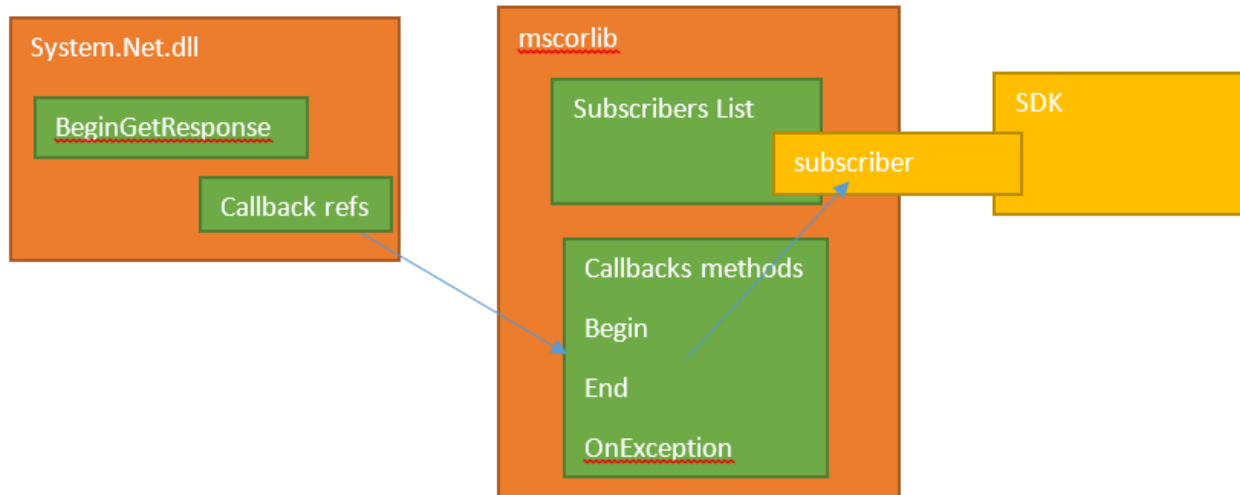 System.Net.dll
BeginGetResponse
Callback refs
mscorlib
Subscribers List
subscriber
SDK
Callbacks methods
Begin
End
OnException